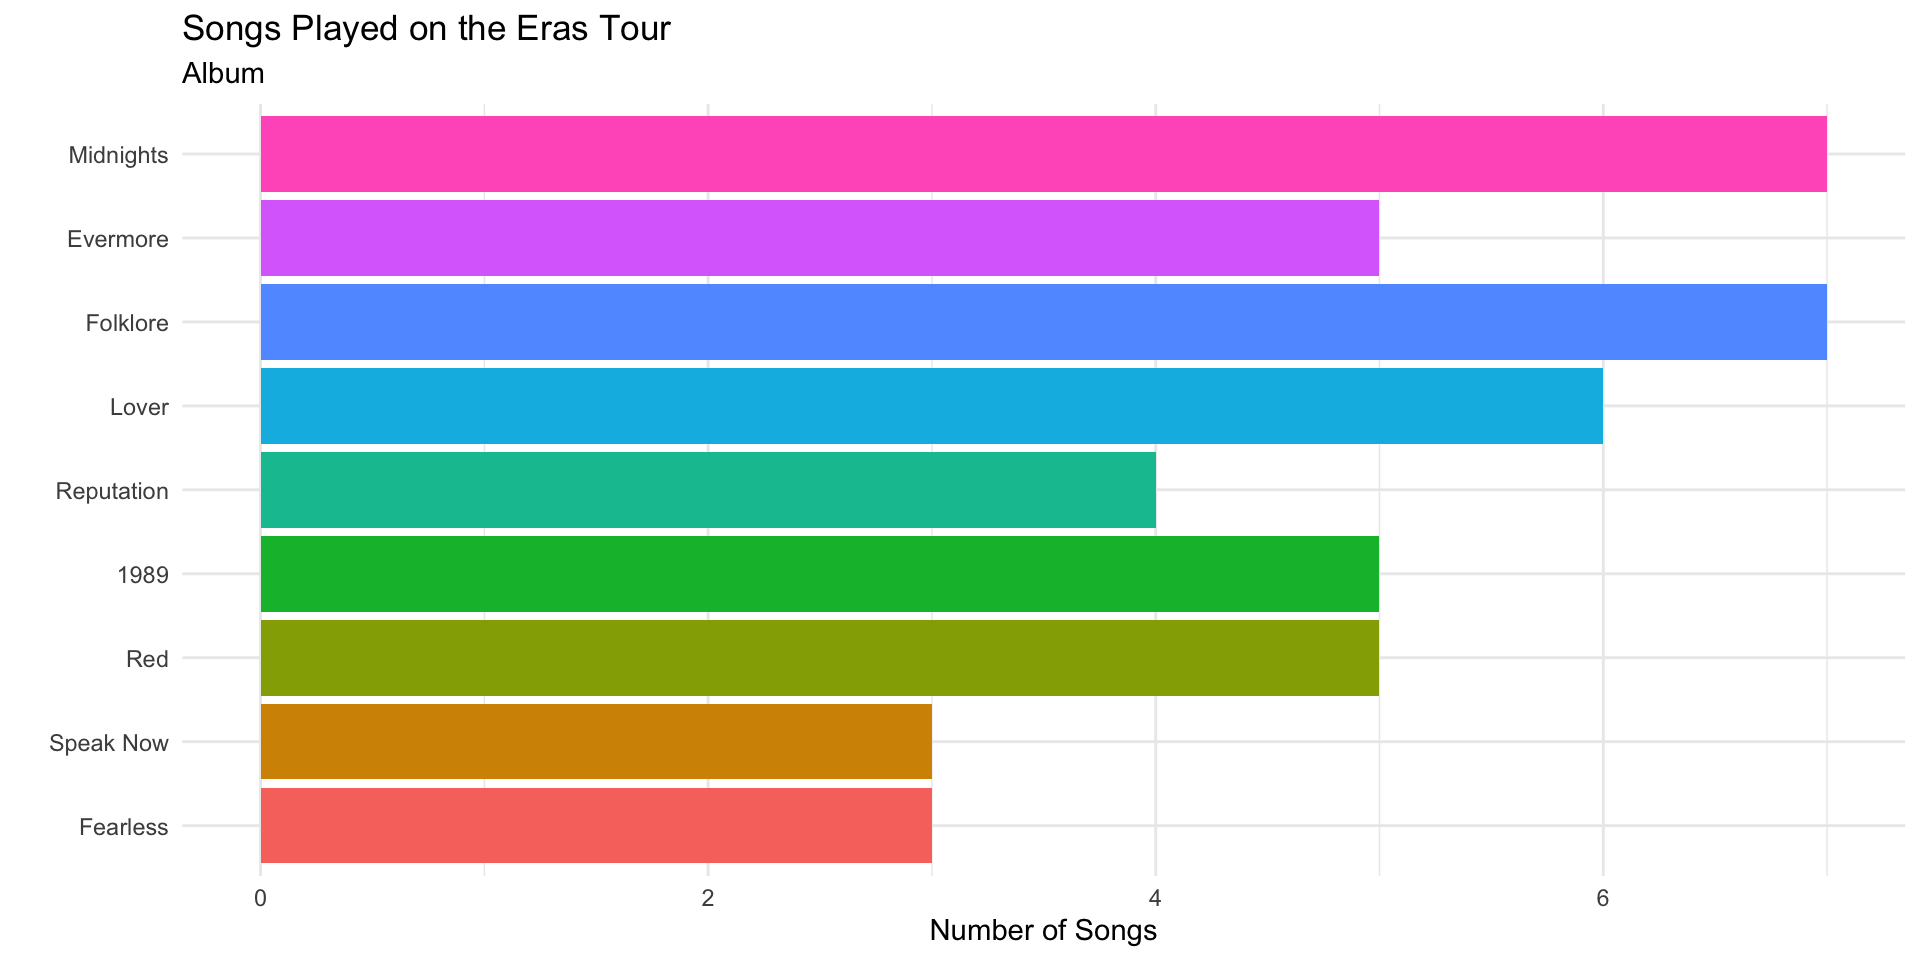 Songs Played on the Eras Tour
Album
Midnights
Evermore
Folklore
Lover
Reputation
1989
Red
Speak Now
Fearless
0 2 4 6
Number of Songs